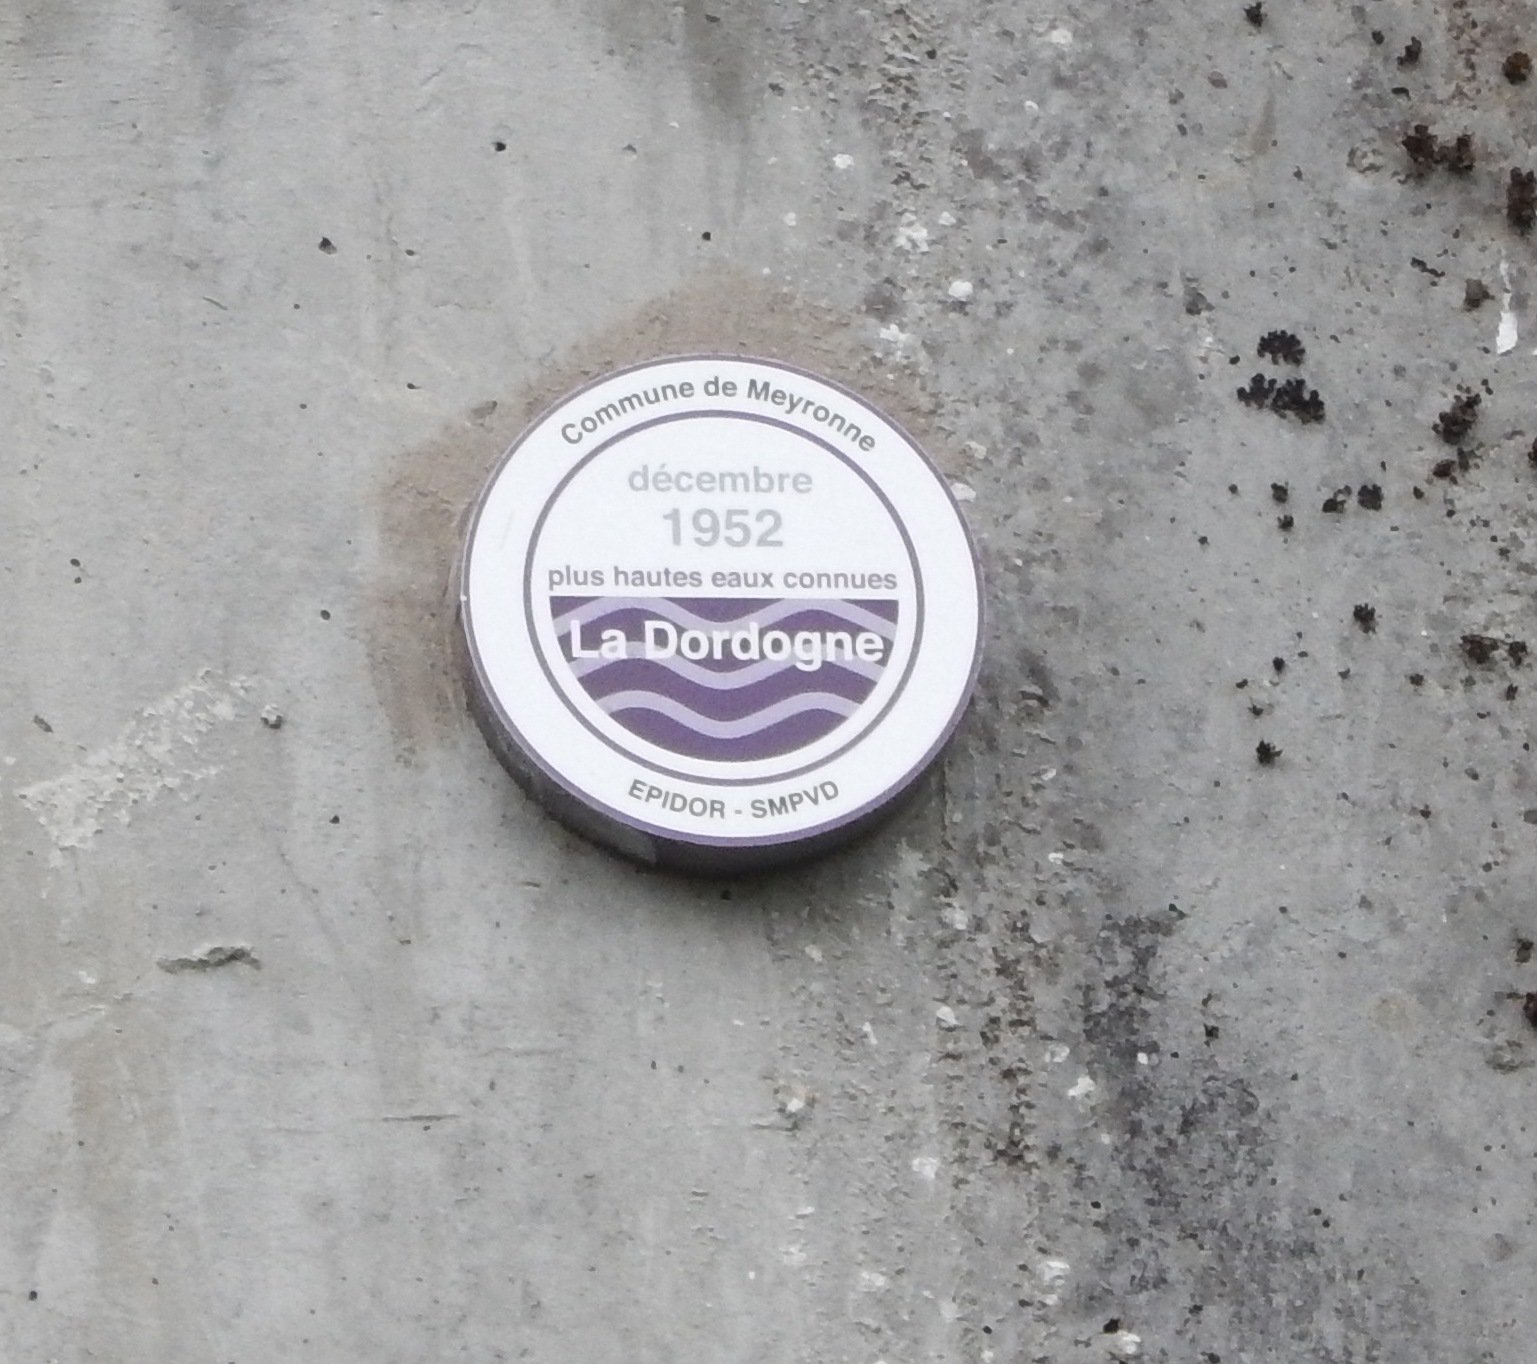 Commune de Meyronne
décembre
1952
plus hautes eaux connues
La Dordogne
EPIDOR - SMPVD